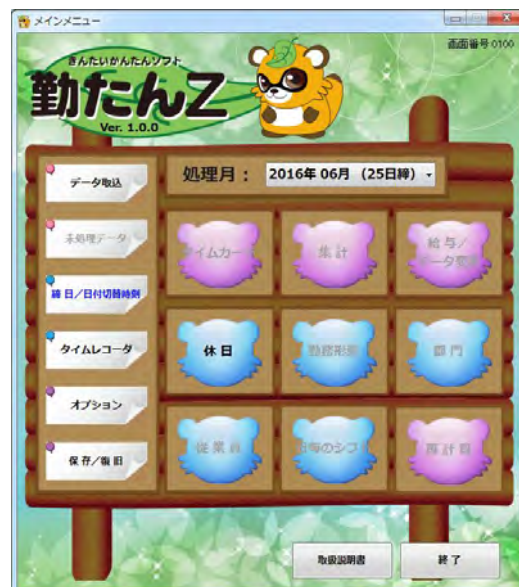 メインメニュー
画面番号 0100
きんたいかんたんソフト
勤たんZ
Ver. 1.0.0
処理月： 2016年 06月 （25日締）
データ取込
未処理データ
締 日／日付切替時刻
タイムレコーダ
オプション
保存／復旧
タイムカード
集 計
給与／
データ変換
休 日
勤務形態
部 門
従 業 員
日毎のシフト
再 計 算
取扱説明書
終 了